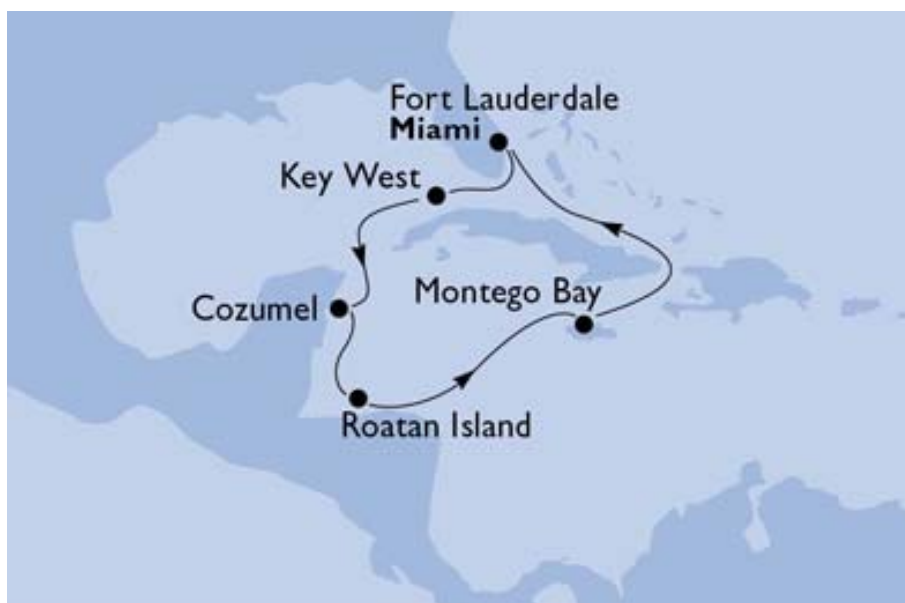 Fort Lauderdale
Miami
Key West
Cozumel
Montego Bay
Roatan Island